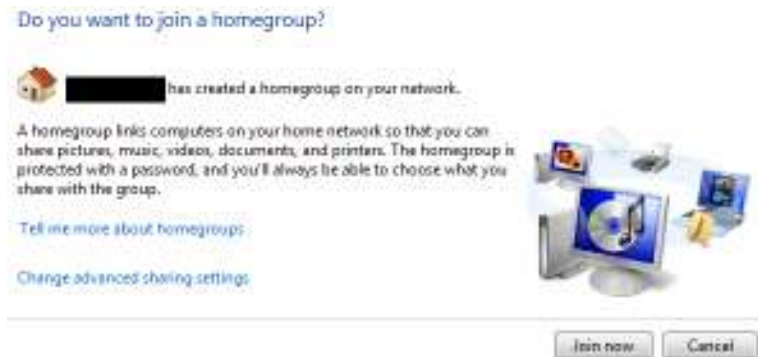 Do you want to join a homegroup?
has created a homegroup on your network.
A homegroup links computers on your home network so that you can
share pictures, music, videos, documents, and printers. The homegroup is
protected with a password, and you'll always be able to choose what you
share with the group.
Tell me more about homegroups
Change advanced sharing settings
Join now Cancel